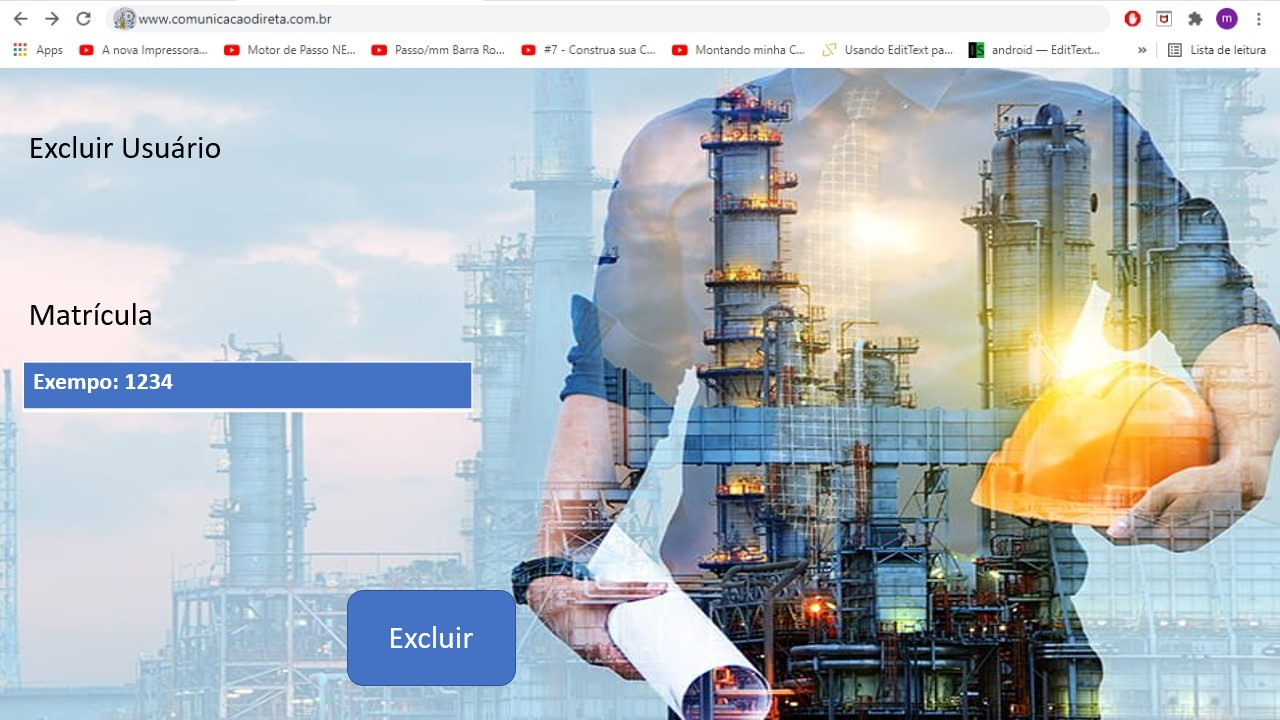 www.comunicacaodireta.com.br
Apps A nova Impressora... Motor de Passo NE... Passo/mm Barra Ro... #7 - Construa sua C... Montando minha C... Usando EditText pa... android — EditText... » Lista de leitura
Excluir Usuário
Matrícula
Exempo: 1234
Excluir